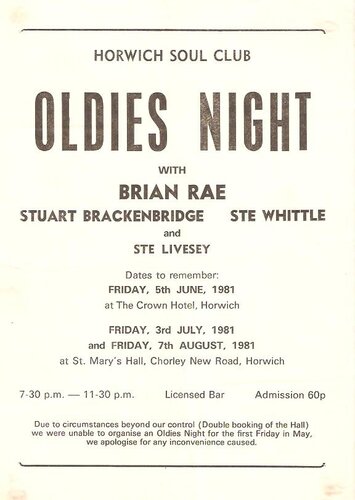 HORWICH SOUL CLUB
OLDIES NIGHT
WITH
BRIAN RAE
STUART BRACKENBRIDGE STE WHITTLE
and
STE LIVESEY
Dates to remember:
FRIDAY, 5th JUNE, 1981
at The Crown Hotel, Horwich
FRIDAY, 3rd JULY, 1981
and FRIDAY, 7th AUGUST, 1981
at St. Mary's Hall, Chorley New Road, Horwich
7-30 p.m. — 11-30 p.m. Licensed Bar Admission 60p
Due to circumstances beyond our control (Double booking of the Hall)
we were unable to organise an Oldies Night for the first Friday in May,
we apologise for any inconvenience caused.